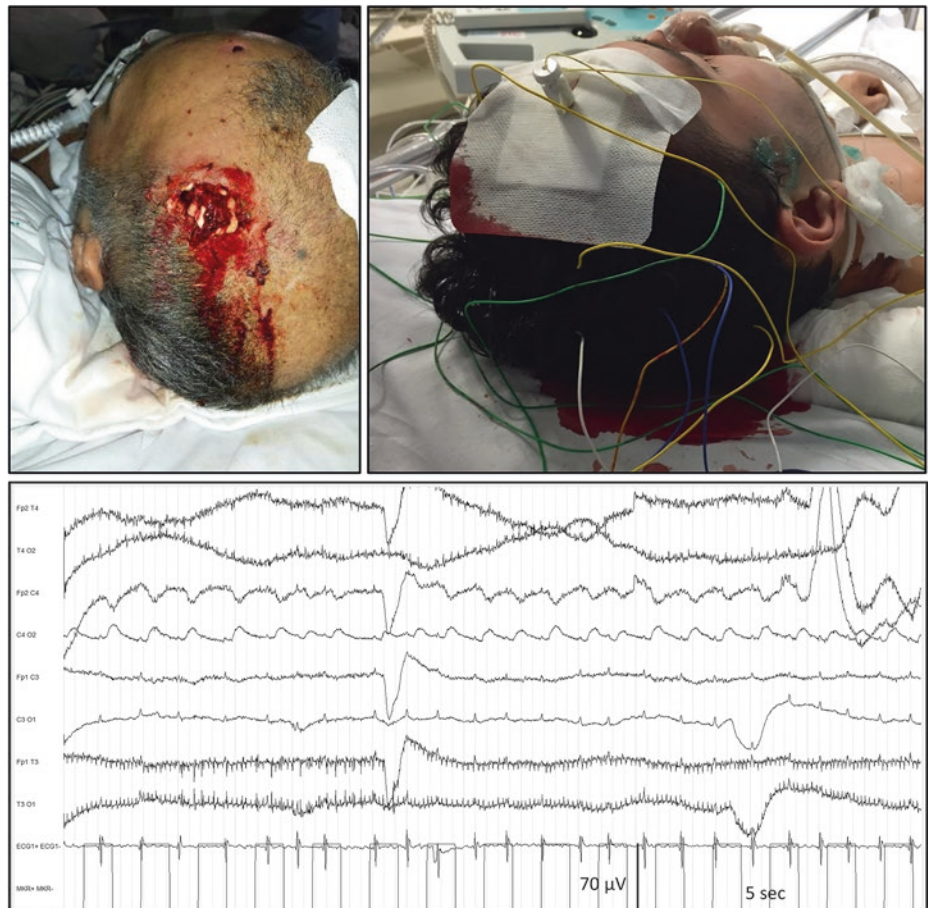 Fp2 T4
T4 O2
Fp2 C4
C4 O2
Fp1 C3
C3 O1
Fp1 T3
T3 O1
ECG1+ ECG1-
MKR+ MKR-
70 µV
5 sec